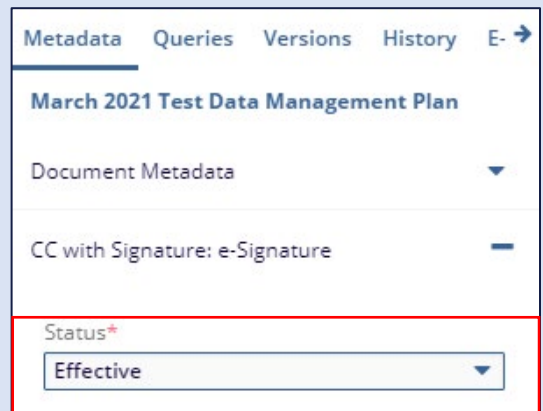 Metadata Queries Versions History E-
March 2021 Test Data Management Plan
Document Metadata
CC with Signature: e-Signature
Status*
Effective